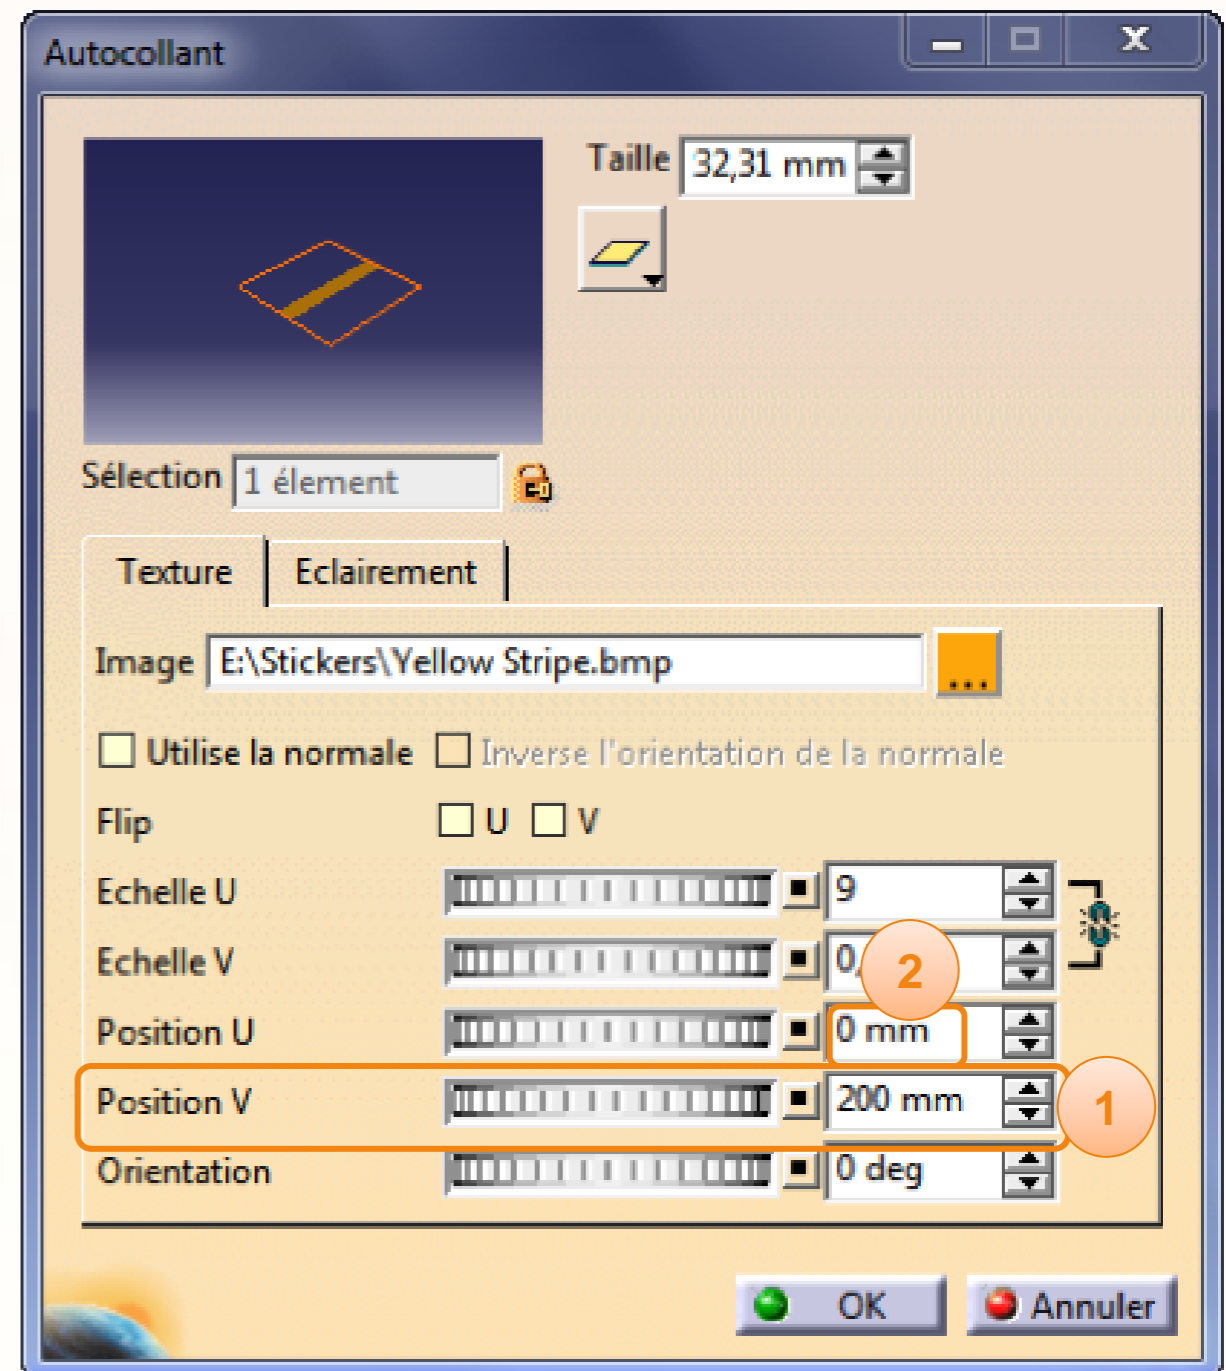 Autocollant
Taille 32,31 mm
Sélection 1 élement
Texture Eclairement
Image E:\Stickers\Yellow Stripe.bmp ...
Utilise la normale Inverse l'orientation de la normale
Flip U V
Echelle U 9
Echelle V 0,
2
Position U 0 mm
Position V 200 mm 1
Orientation 0 deg
OK Annuler